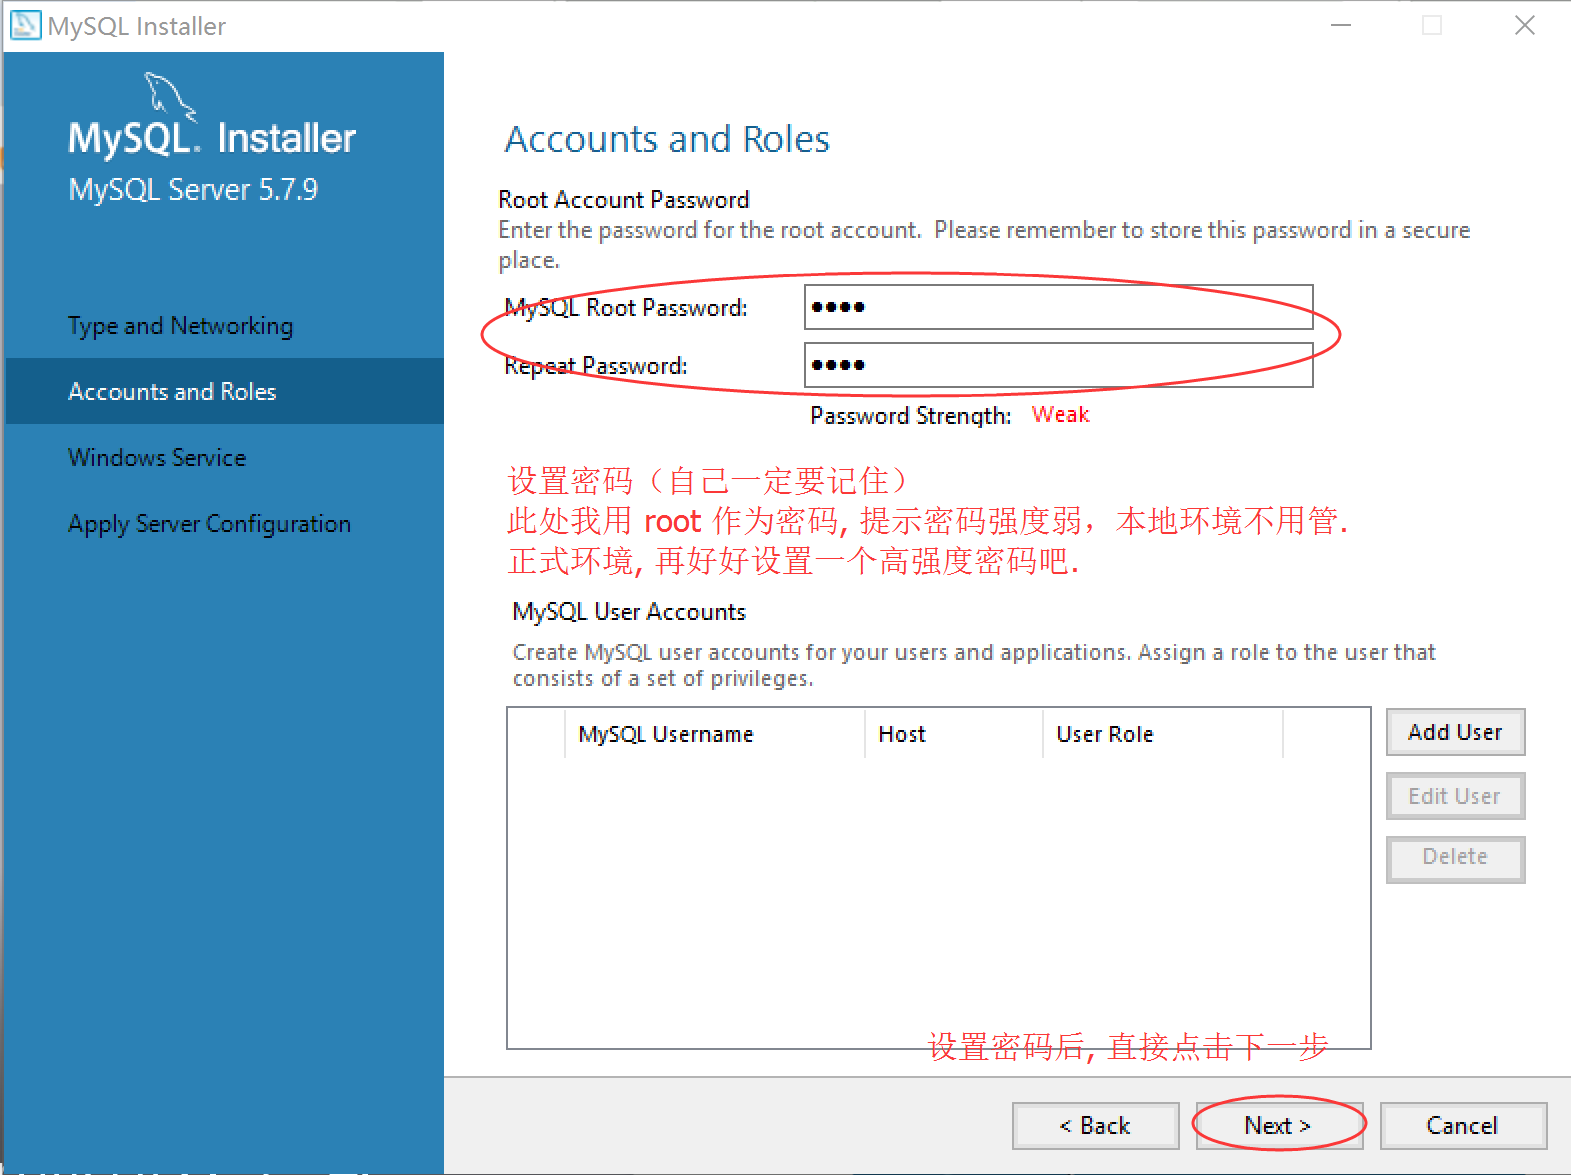 MySQL Installer
MySQL. Installer
MySQL Server 5.7.9
Type and Networking
Accounts and Roles
Windows Service
Apply Server Configuration
Accounts and Roles
Root Account Password
Enter the password for the root account.  Please remember to store this password in a secure
place.
MySQL Root Password: ●●●●
Repeat Password: ●●●●
Password Strength: Weak
设置密码（自己一定要记住）
此处我用 root 作为密码, 提示密码强度弱，本地环境不用管.
正式环境, 再好好设置一个高强度密码吧.
MySQL User Accounts
Create MySQL user accounts for your users and applications. Assign a role to the user that
consists of a set of privileges.
MySQL Username Host User Role
Add User
Edit User
Delete
设置密码后, 直接点击下一步
< Back Next > Cancel